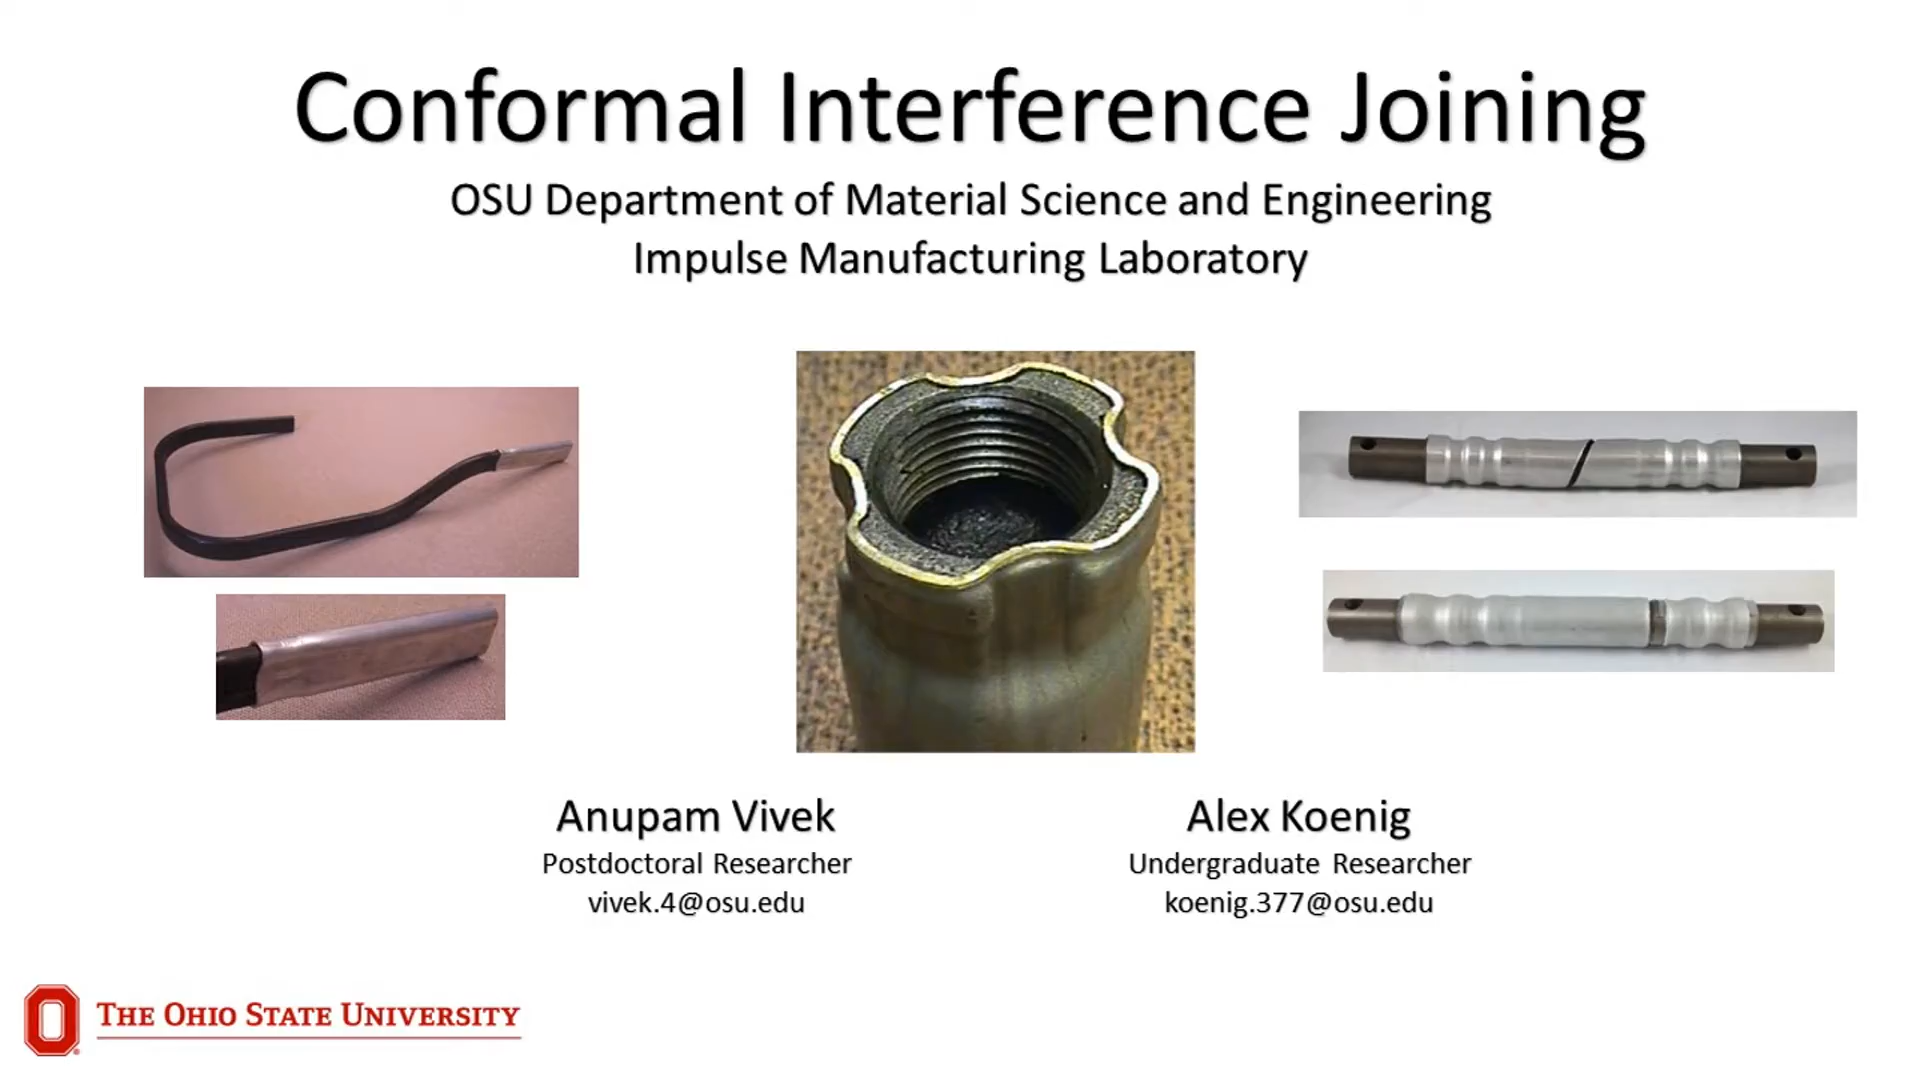 Conformal Interference Joining
OSU Department of Material Science and Engineering
Impulse Manufacturing Laboratory
Anupam Vivek
Postdoctoral Researcher
vivek.4@osu.edu
Alex Koenig
Undergraduate Researcher
koenig.377@osu.edu
THE OHIO STATE UNIVERSITY